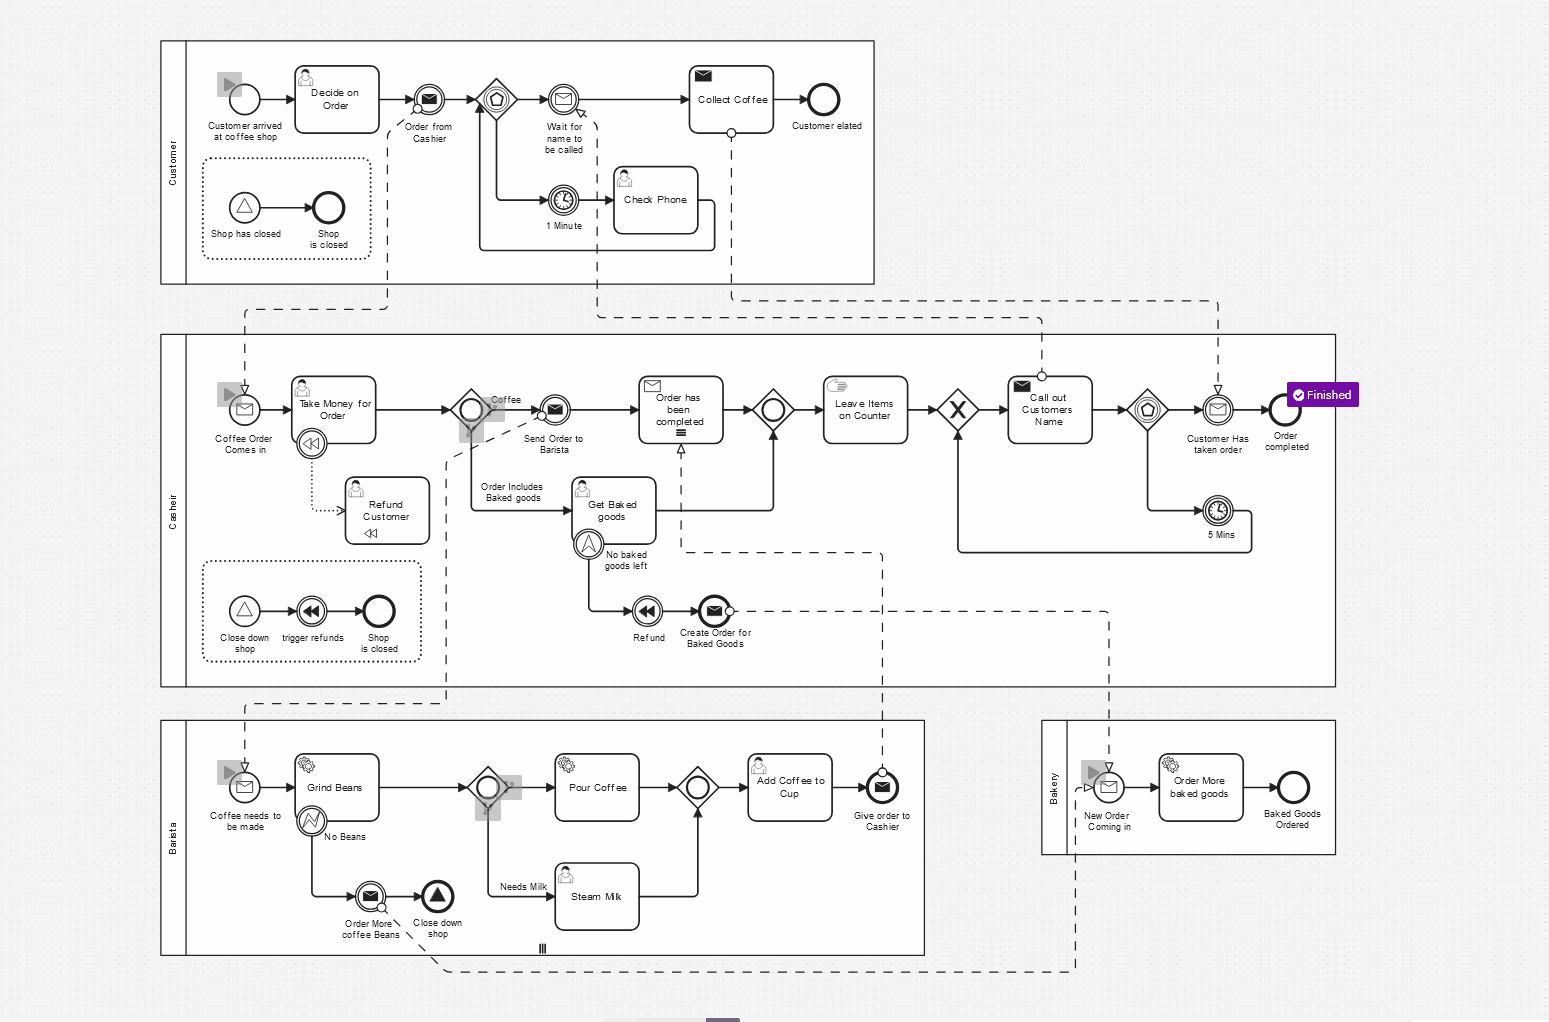 Customer
Customer arrived
at coffee shop
Decide on
Order
Order from
Cashier
Wait for
name to
be called
Collect Coffee
Customer elated
Shop has closed
Shop
is closed
1 Minute
Check Phone
Casheir
Coffee Order
Comes in
Take Money for
Order
Coffee
Send Order to
Barista
Order has
been
completed
Leave Items
on Counter
Call out
Customers
Name
Customer Has
taken order
Finished
Order
completed
Refund
Customer
Order Includes
Baked goods
Get Baked
goods
No baked
goods left
5 Mins
Close down
shop
trigger refunds
Shop
is closed
Refund
Create Order for
Baked Goods
Barista
Coffee needs to
be made
Grind Beans
No Beans
Pour Coffee
Add Coffee to
Cup
Give order to
Cashier
Needs Milk
Steam Milk
Order More
coffee Beans
Close down
shop
Bakery
New Order
Coming in
Order More
baked goods
Baked Goods
Ordered